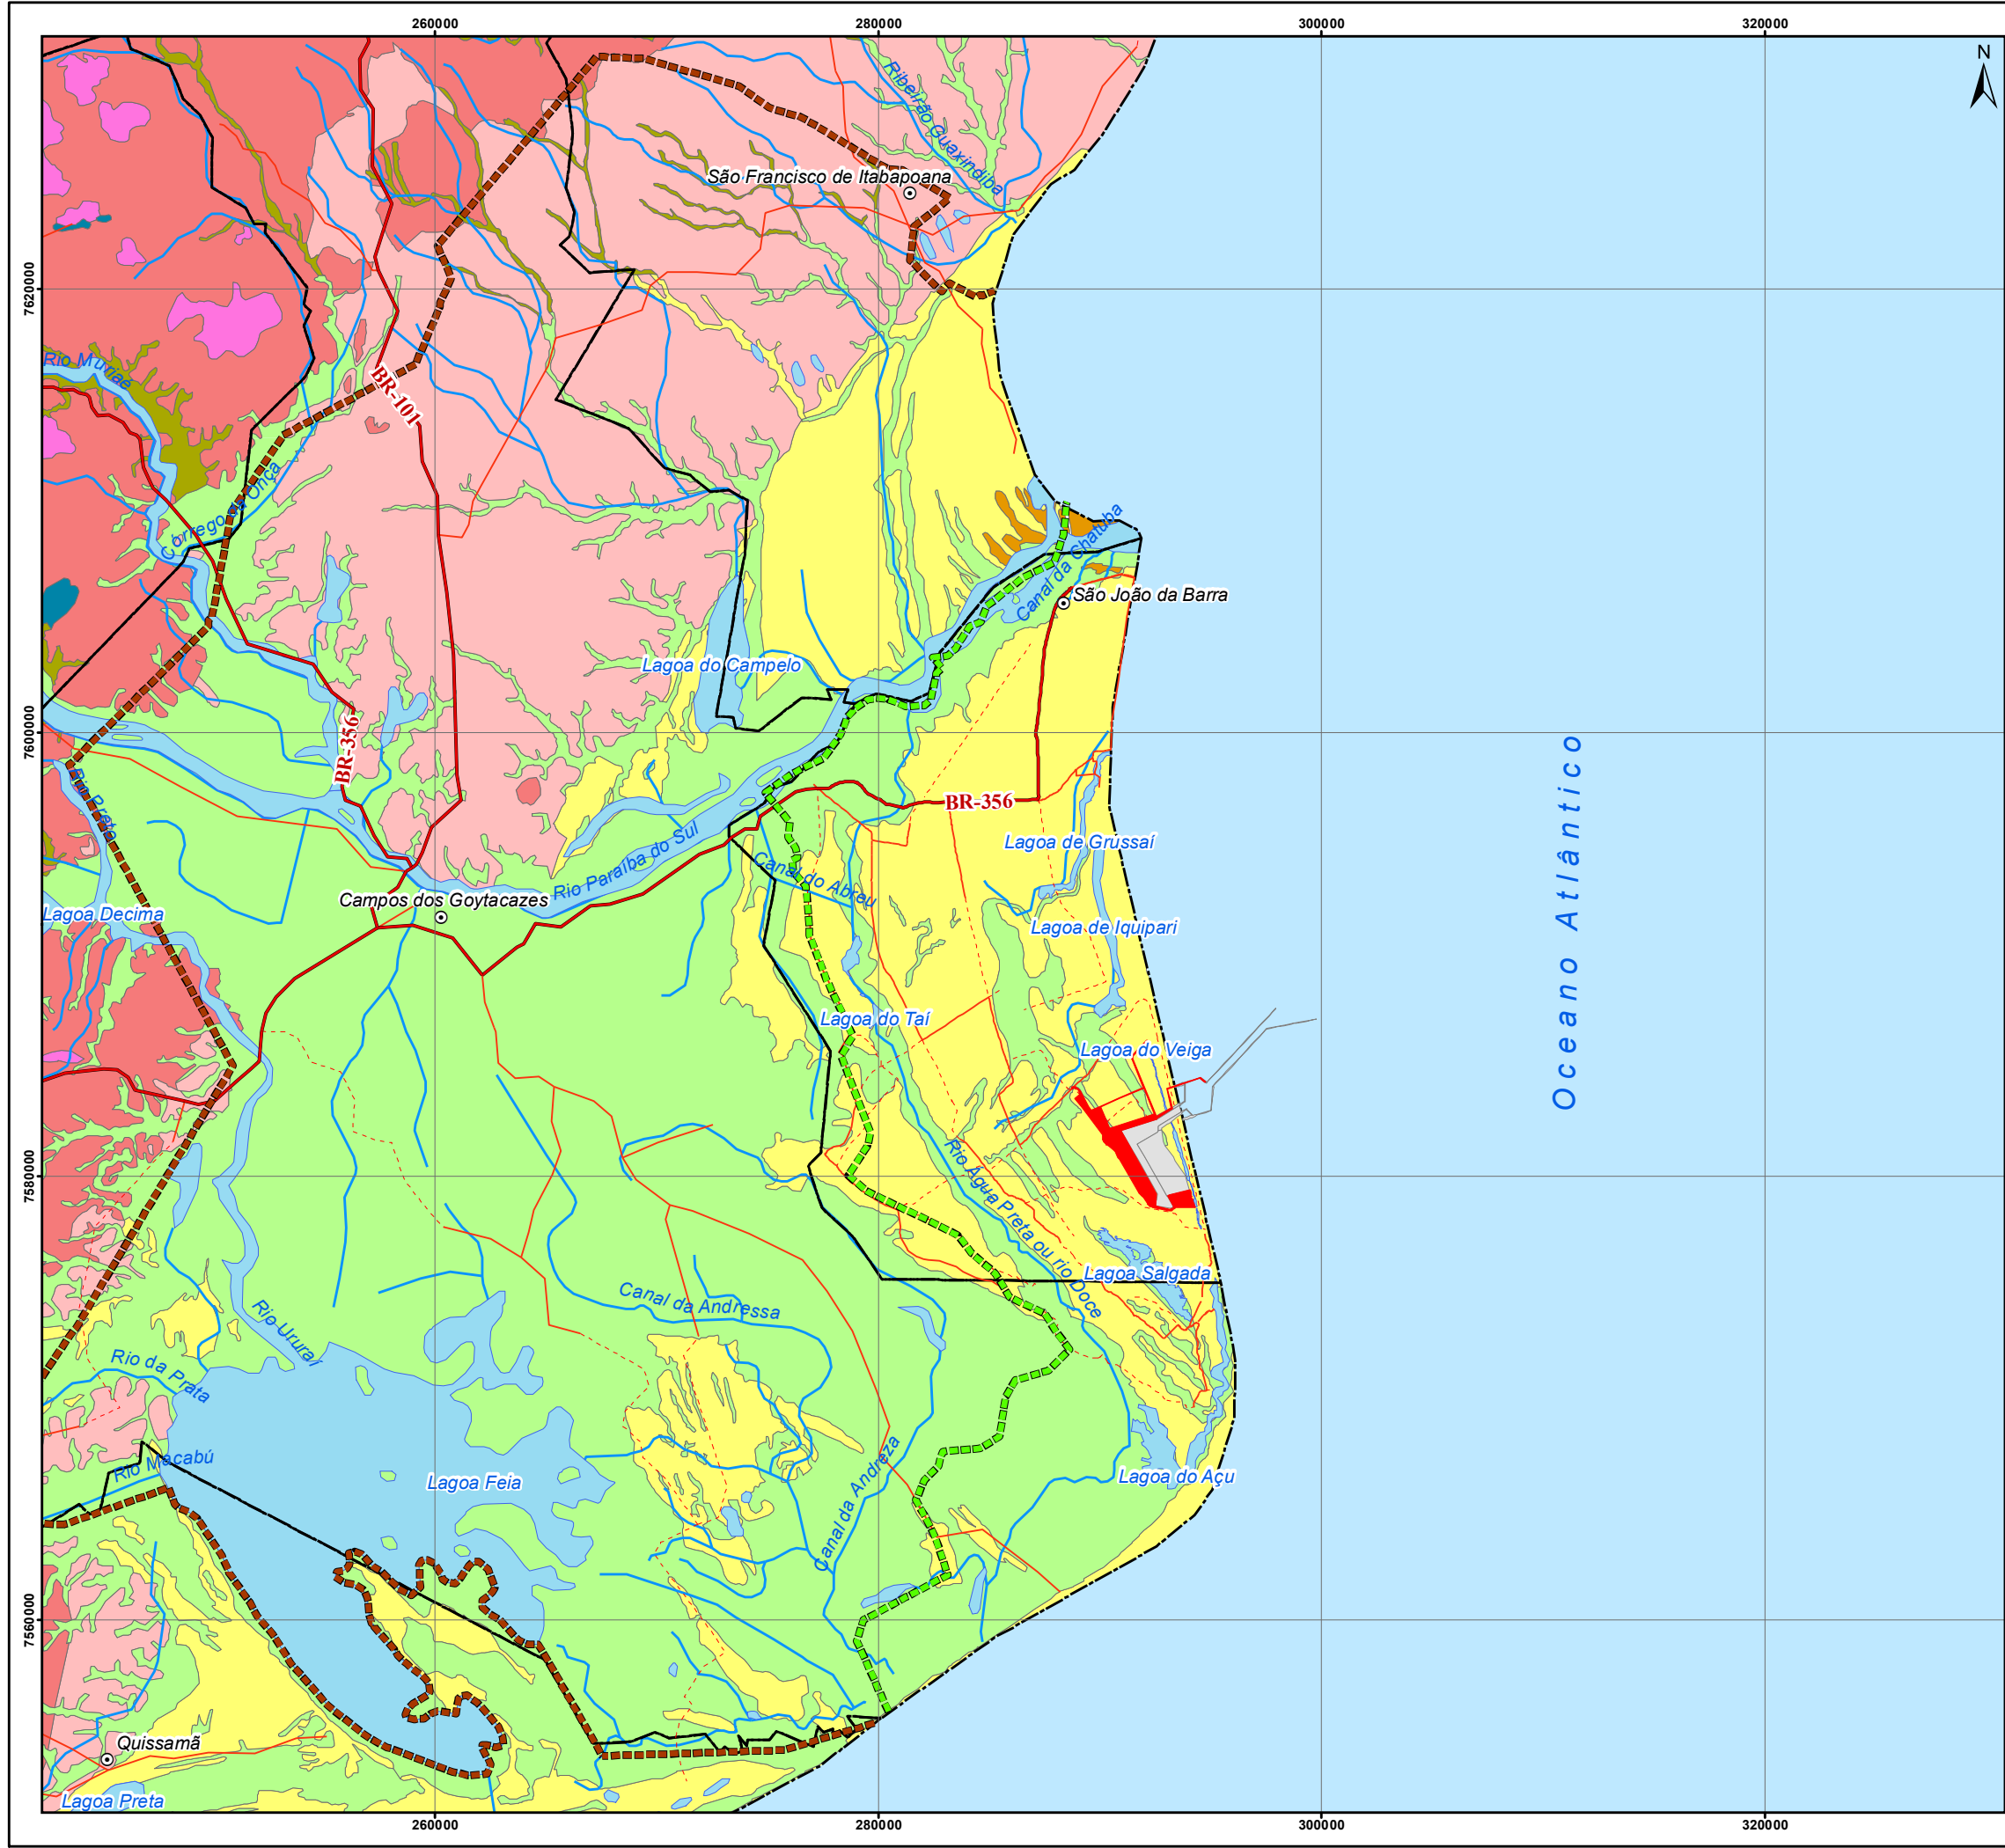 260000
280000
300000
320000
N
Ribeirão Guaxindiba
São Francisco de Itabapoana
7620000
Rio Muriaé
BR-101
Córrego da Onça
Canal da Chatuba
São João da Barra
Lagoa do Campelo
7600000
BR-356
Oceano Atlântico
Rio Preto
BR-356
Lagoa de Grussaí
Rio Paraíba do Sul
Canal do Abreu
Campos dos Goytacazes
Lagoa Decima
Lagoa de Iquipari
Lagoa do Taí
Lagoa do Veiga
7580000
Rio Água Preta ou rio Doce
Lagoa Salgada
Canal da Andressa
Rio Ururaí
Rio da Prata
Rio Macabú
Lagoa Feia
Canal da Andreza
Lagoa do Açu
7560000
Quissamã
Lagoa Preta
260000
280000
300000
320000